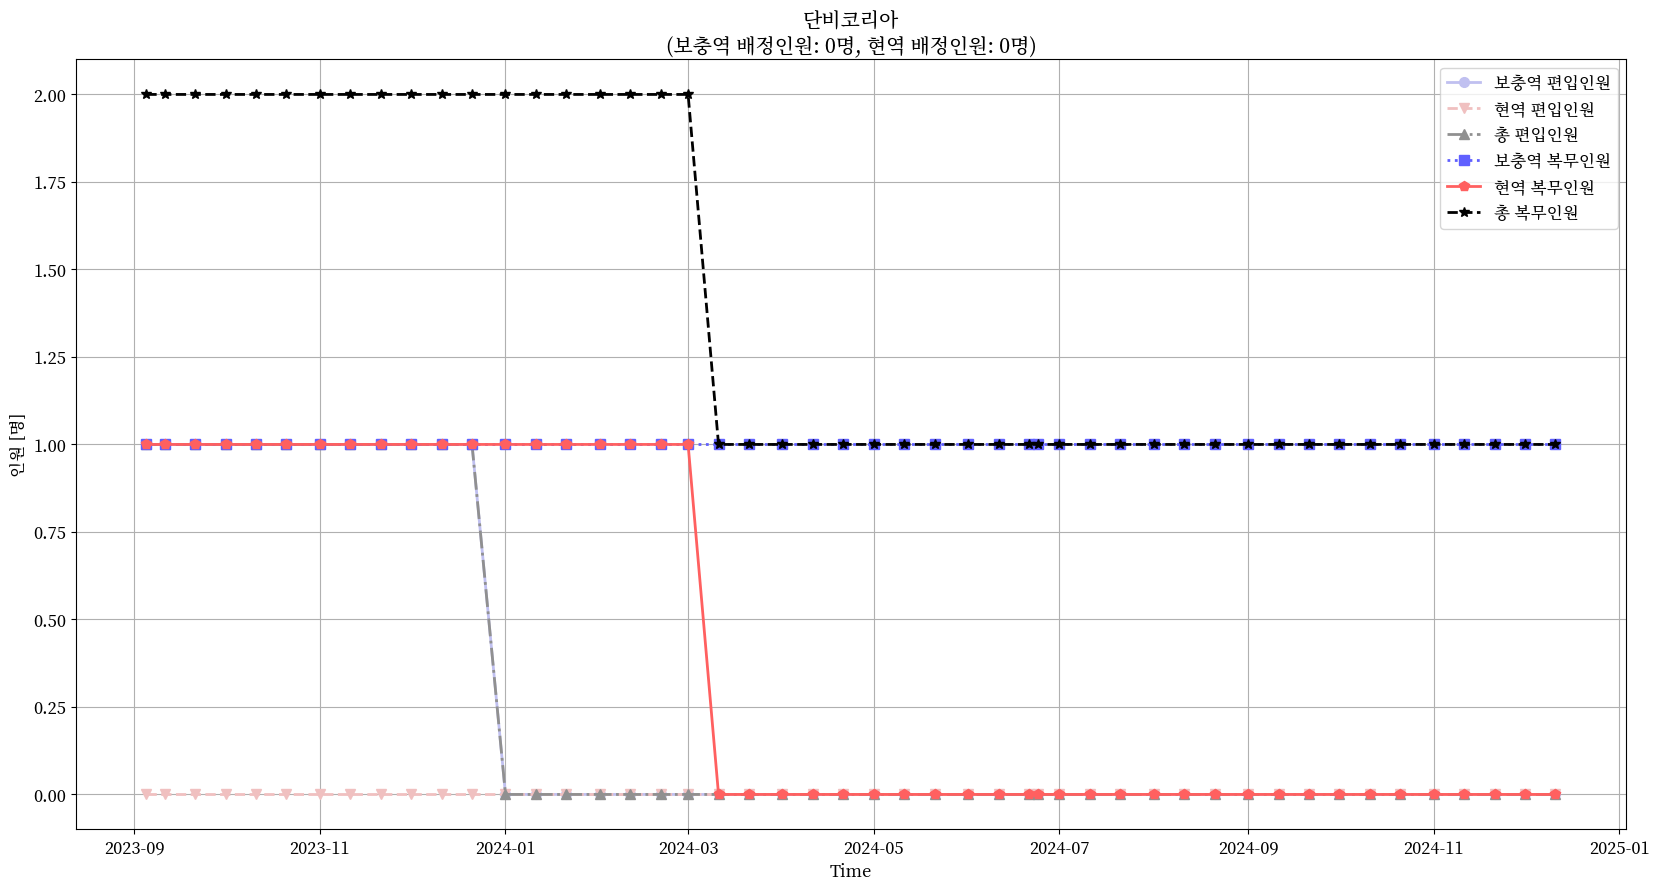 단비코리아
(보충역 배정인원: 0명, 현역 배정인원: 0명)
보충역 편입인원
현역 편입인원
총 편입인원
보충역 복무인원
현역 복무인원
총 복무인원
인원 [명]
2.00
1.75
1.50
1.25
1.00
0.75
0.50
0.25
0.00
2023-09
2023-11
2024-01
2024-03
2024-05
2024-07
2024-09
2024-11
2025-01
Time